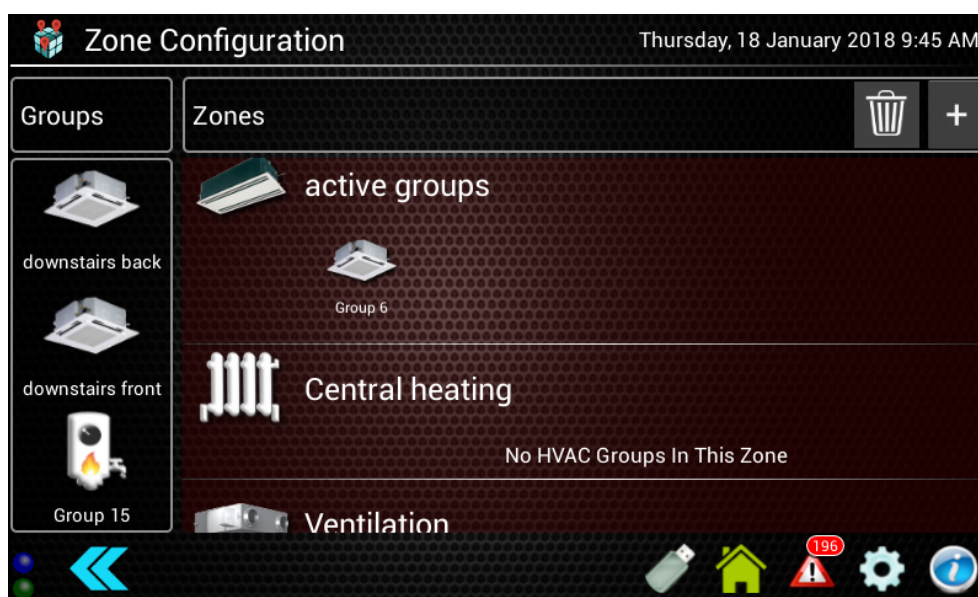 Zone Configuration
Thursday, 18 January 2018 9:45 AM
Groups
Zones
+
downstairs back
downstairs front
Group 15
active groups
Group 6
Central heating
No HVAC Groups In This Zone
Ventilation
196